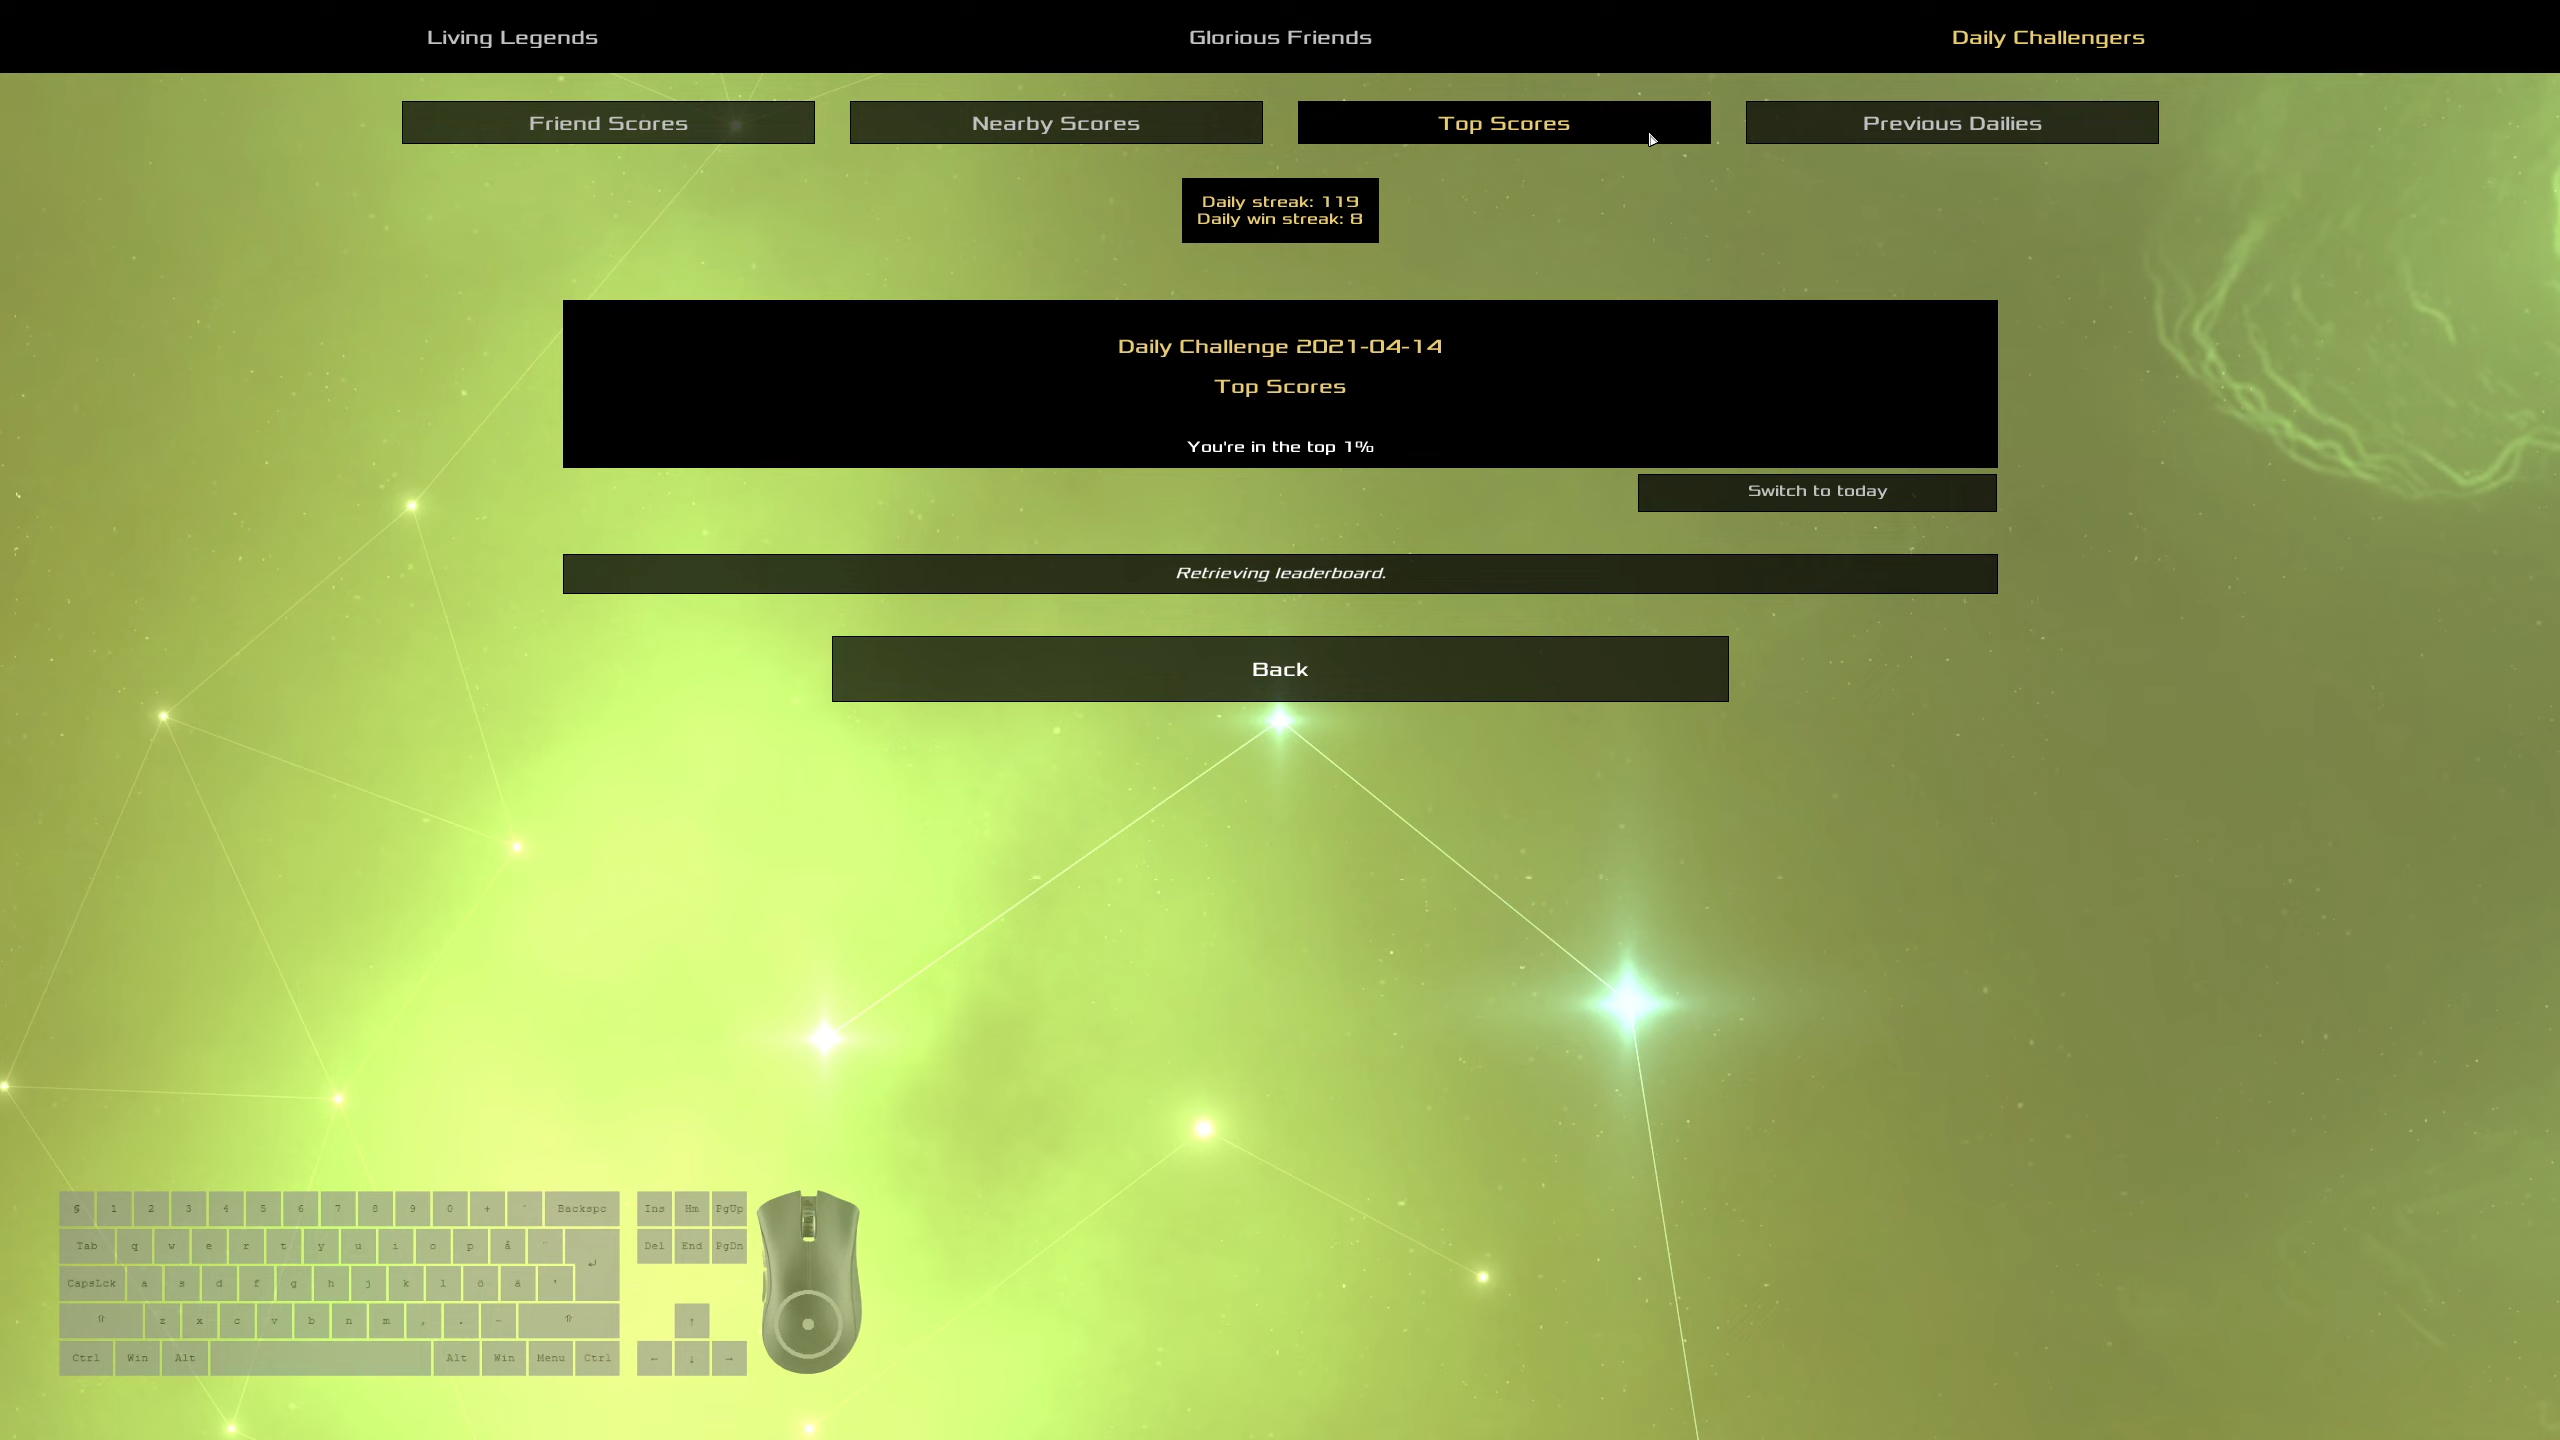 Living Legends
Glorious Friends
Daily Challengers
Friend Scores
Nearby Scores
Top Scores
Previous Dailies
Daily streak: 119
Daily win streak: 8
Daily Challenge 2021-04-14
Top Scores
You're in the top 1%
Switch to today
Retrieving leaderboard.
Back
§ 1 2 3 4 5 6 7 8 9 0 + ´ Backspc
Ins Hm PgUp
Tab q w e r t y u i o p å ¨ ↵
Del End PgDn
CapsLck a s d f g h j k l ö ä '
⇧ z x c v b n m , . - ⇧
↑
Ctrl Win Alt Alt Win Menu Ctrl
← ↓ →